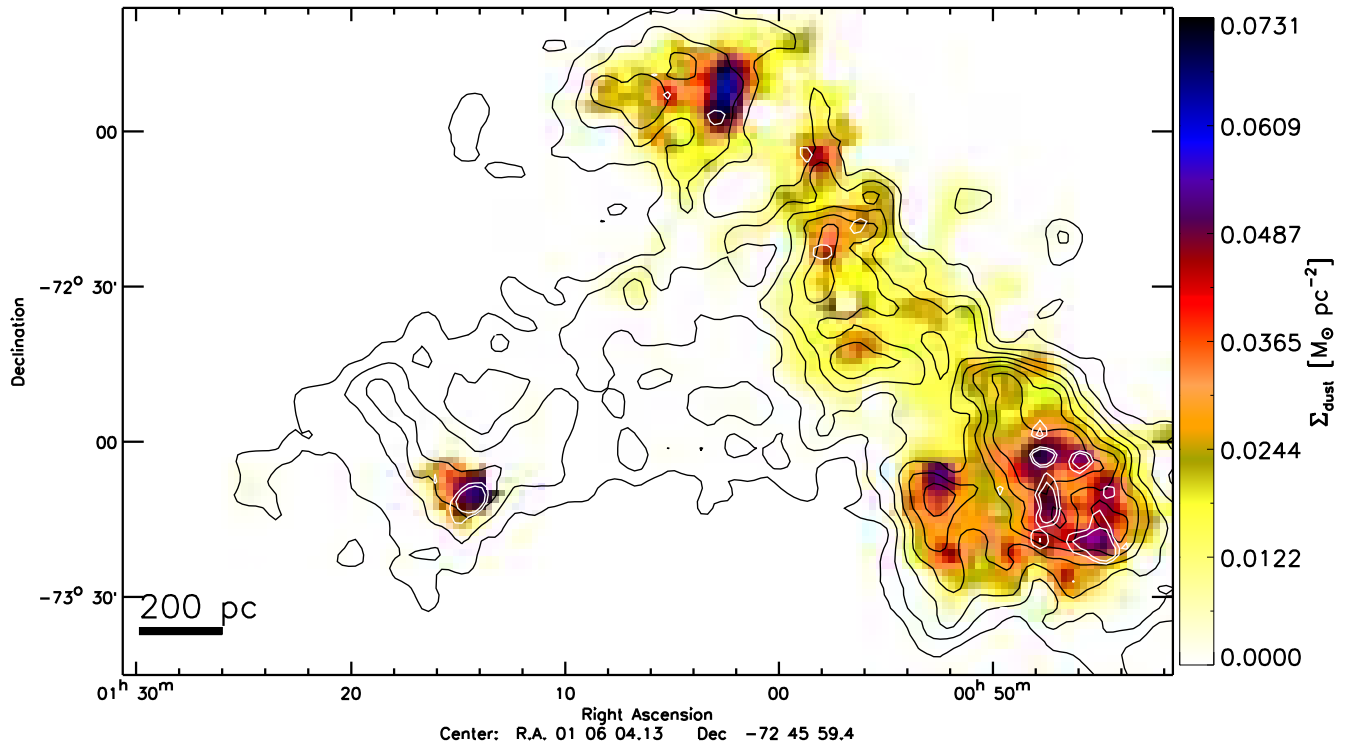 0.0731
00
0.0609
0.0487
−72° 30'
0.0365
Declination
Σdust [M⊙ pc−2]
00
0.0244
0.0122
−73° 30'
200 pc
0.0000
01h 30m
20
10
00
00h 50m
Right Ascension
Center: R.A. 01 06 04.13 Dec −72 45 59.4